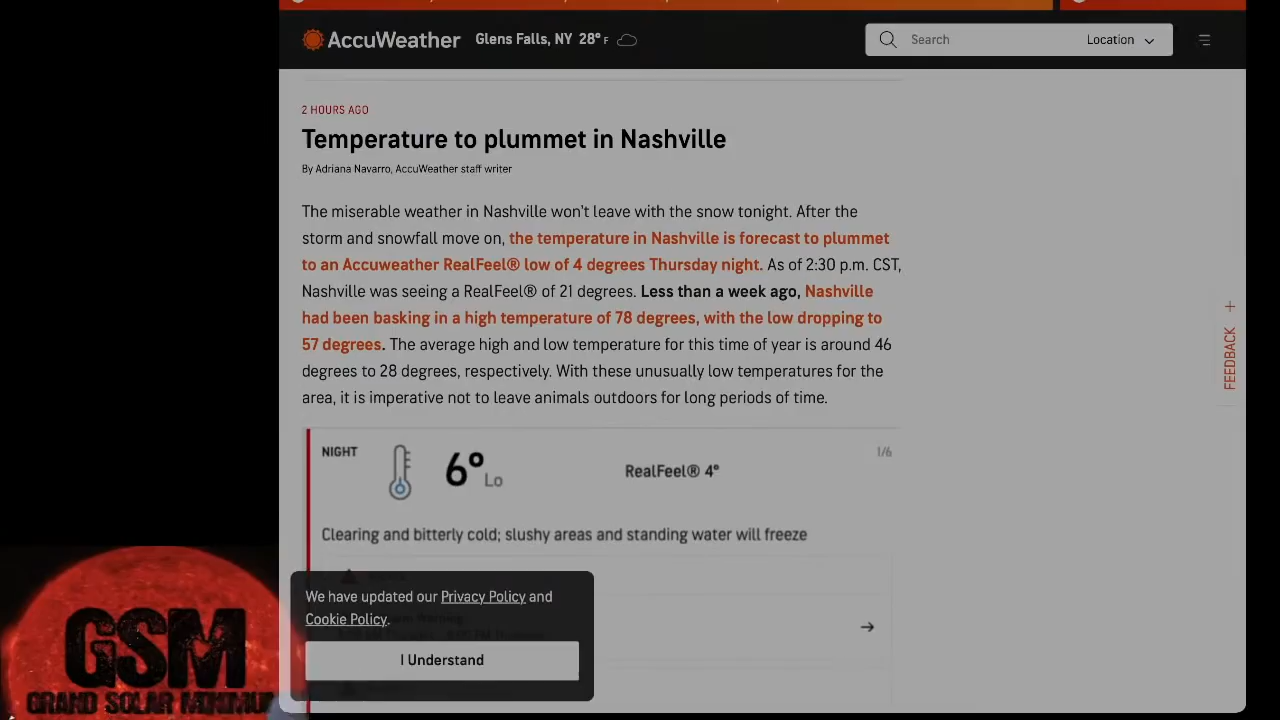 AccuWeather
Glens Falls, NY 28° F
Search
Location
2 HOURS AGO
Temperature to plummet in Nashville
By Adriana Navarro, AccuWeather staff writer
The miserable weather in Nashville won't leave with the snow tonight. After the
storm and snowfall move on, the temperature in Nashville is forecast to plummet
to an Accuweather RealFeel® low of 4 degrees Thursday night. As of 2:30 p.m. CST,
Nashville was seeing a RealFeel® of 21 degrees. Less than a week ago, Nashville
had been basking in a high temperature of 78 degrees, with the low dropping to
57 degrees. The average high and low temperature for this time of year is around 46
degrees to 28 degrees, respectively. With these unusually low temperatures for the
area, it is imperative not to leave animals outdoors for long periods of time.
FEEDBACK +
NIGHT
6° Lo
RealFeel® 4°
1/6
Clearing and bitterly cold; slushy areas and standing water will freeze
We have updated our Privacy Policy and
Cookie Policy.
I Understand
GSM
GRAND SOLAR MINIMUM